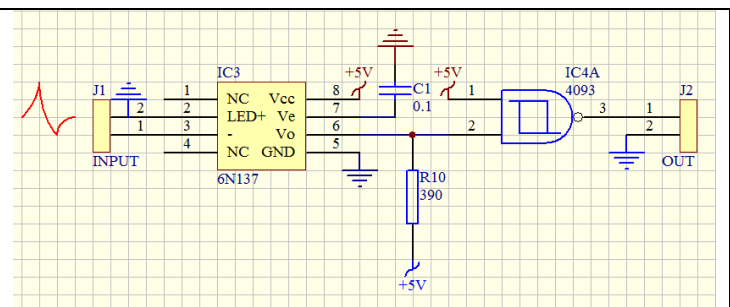 IC3
+5V
+5V
IC4A
4093
J1
J2
C1
0.1
1
2
3
4
2
1
NC
LED+
-
NC
Vcc
Ve
Vo
GND
8
7
6
5
1
2
3
1
2
INPUT
6N137
OUT
R10
390
+5V